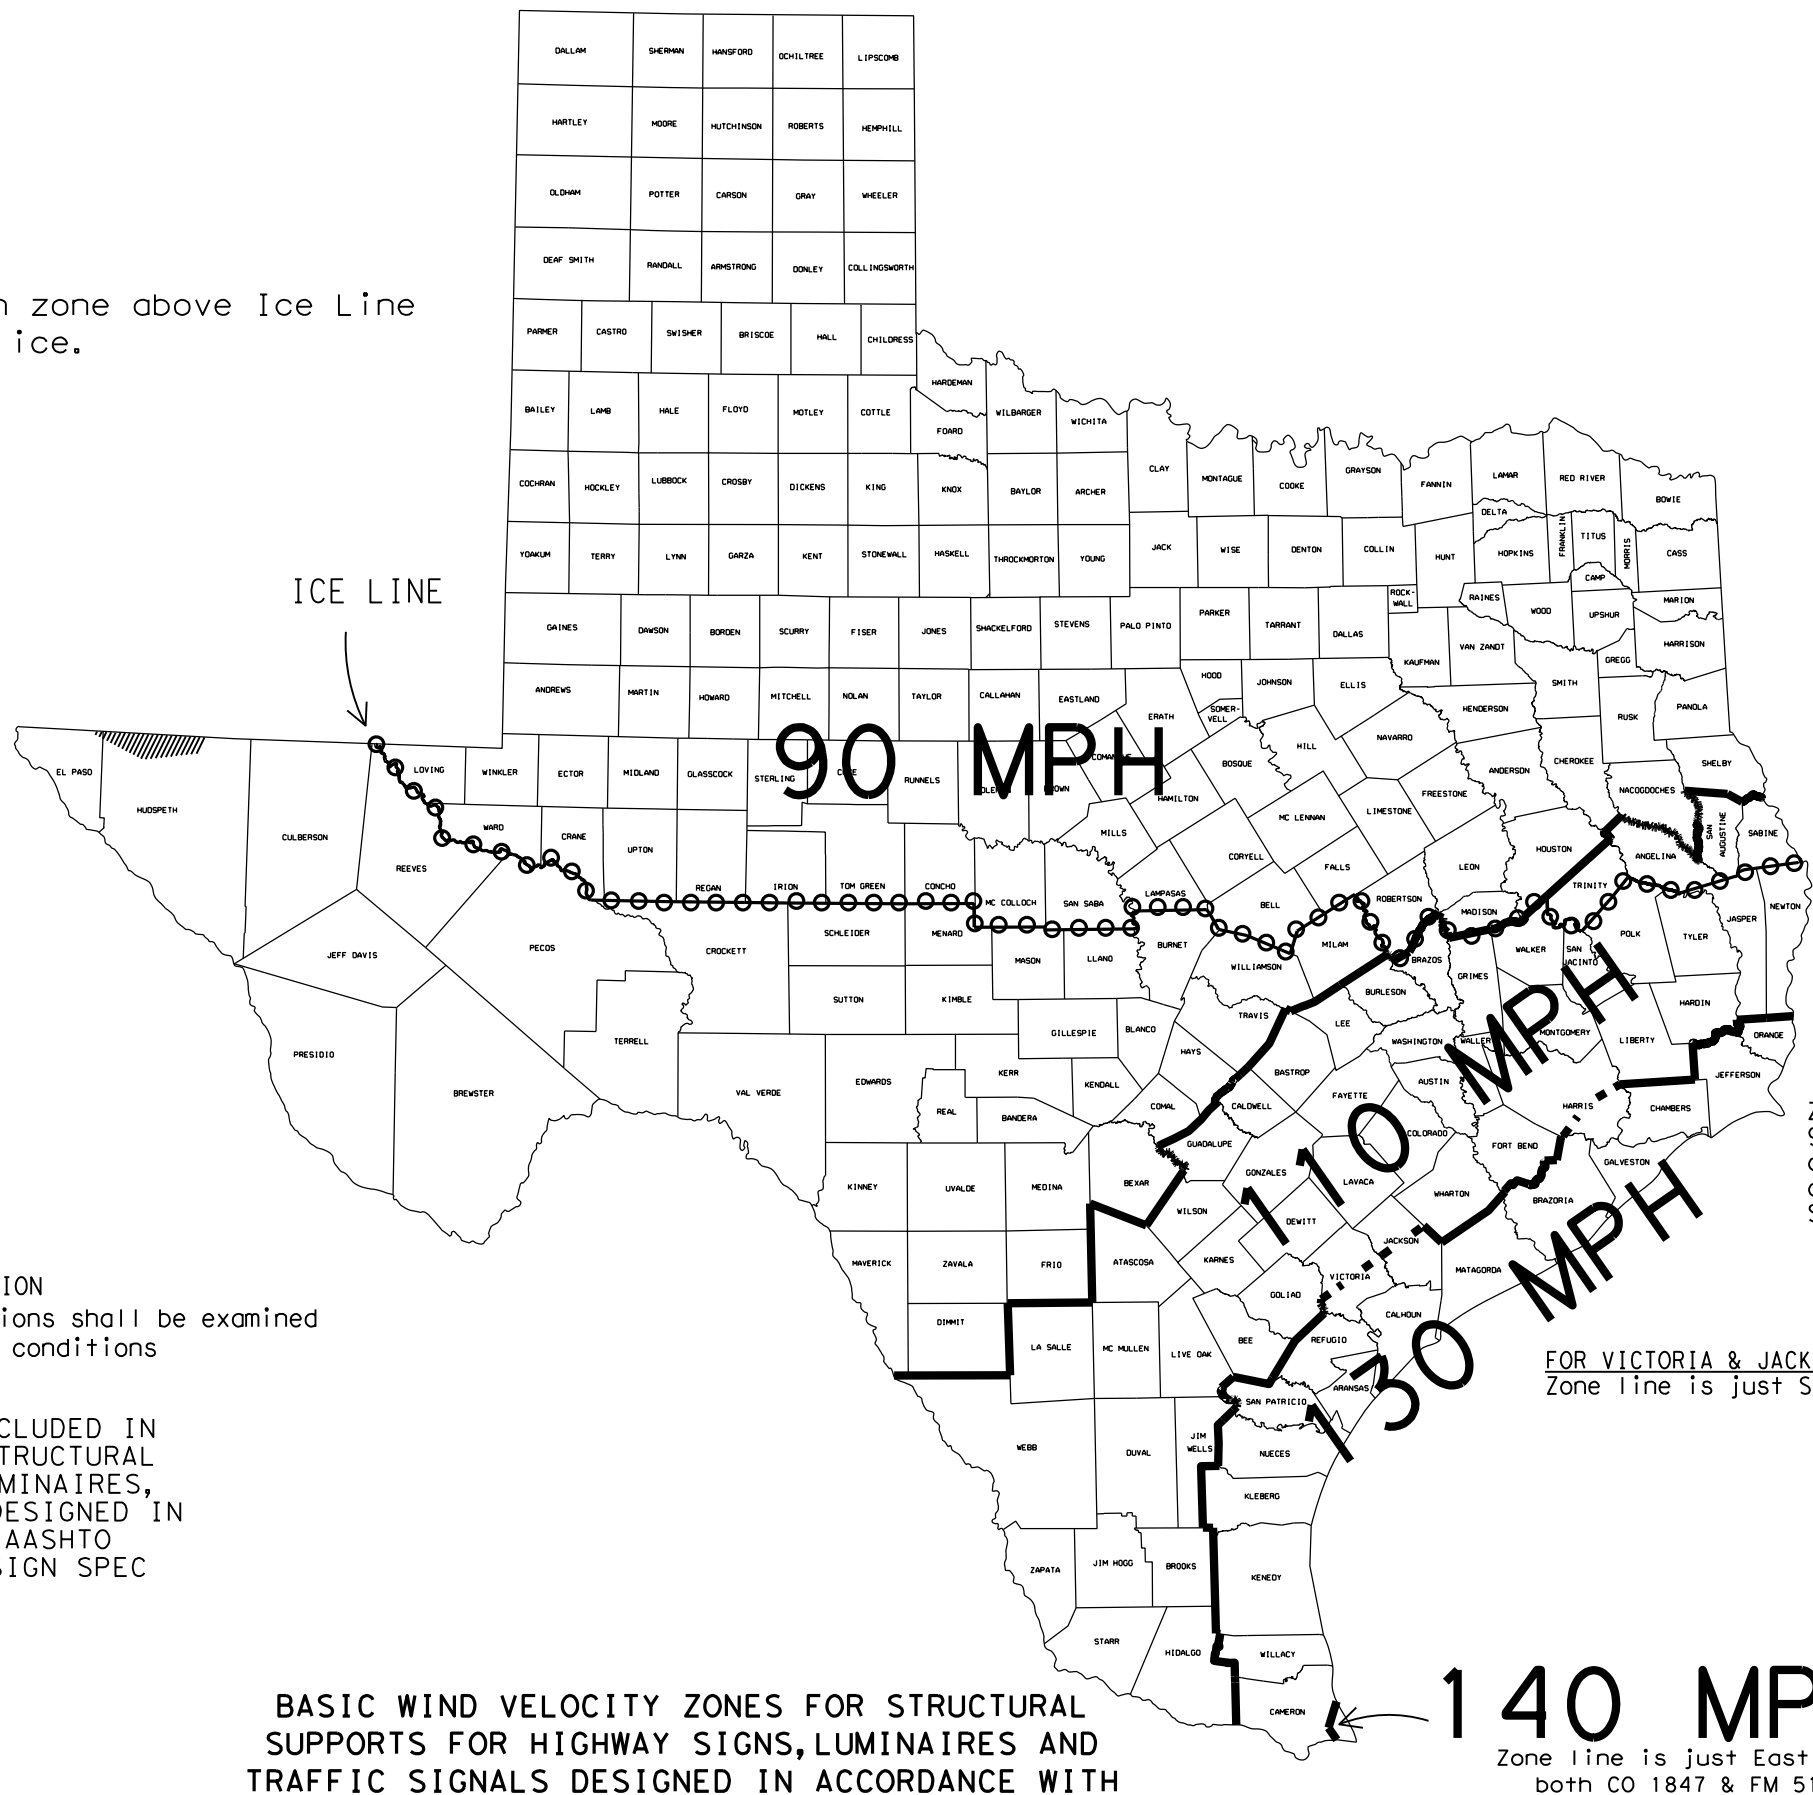 DALLAM SHERMAN HANSFORD OCHILTREE LIPSCOMB
HARTLEY MOORE HUTCHINSON ROBERTS HEMPHILL
OLDHAM POTTER CARSON GRAY WHEELER
DEAF SMITH RANDALL ARMSTRONG DONLEY COLLINGSWORTH
n zone above Ice Line
ice.
PARMER CASTRO SWISHER BRISCOE HALL CHILDRESS
HARDEMAN
BAILEY LAMB HALE FLOYD MOTLEY COTTLE
FOARD WILBARGER WICHITA
COCHRAN HOCKLEY LUBBOCK CROSBY DICKENS KING KNOX BAYLOR ARCHER
CLAY MONTAGUE COOKE GRAYSON FANNIN LAMAR RED RIVER BOWIE
DELTA
YOAKUM TERRY LYNN GARZA KENT STONEWALL HASKELL THROCKMORTON YOUNG
JACK WISE DENTON COLLIN HUNT HOPKINS FRANKLIN TITUS MORRIS CASS
CAMP
ICE LINE
ROCK-
WALL
RAINES WOOD UPSHUR MARION
GAINES DAWSON BORDEN SCURRY FISER JONES SHACKELFORD STEVENS PALO PINTO
PARKER TARRANT DALLAS
KAUFMAN VAN ZANDT GREGG HARRISON
ANDREWS MARTIN HOWARD MITCHELL NOLAN TAYLOR CALLAHAN EASTLAND
ERATH HOOD
SOMER-
VELL
JOHNSON ELLIS HENDERSON SMITH RUSK PANOLA
90 MPH
EL PASO HUDSPETH CULBERSON REEVES
LOVING WINKLER ECTOR MIDLAND GLASSCOCK STERLING RUNNELS
HAMILTON BOSQUE HILL NAVARRO ANDERSON CHEROKEE SHELBY
NACOGDOCHES
SAN
AUGUSTINE
SABINE
WARD CRANE UPTON REGAN IRION TOM GREEN CONCHO
MC COLLOCH SAN SABA MILLS LAMPASAS CORYELL MC LENNAN LIMESTONE FREESTONE
FALLS LEON HOUSTON ANGELINA TRINITY
BELL ROBERTSON MADISON
JASPER NEWTON
JEFF DAVIS PECOS CROCKETT SCHLEIDER MENARD
MASON LLANO BURNET WILLIAMSON MILAM BRAZOS
GRIMES WALKER
SAN
JACINTO
POLK TYLER
SUTTON KIMBLE
GILLESPIE BLANCO TRAVIS LEE BURLESON
WASHINGTON WALLER MONTGOMERY LIBERTY HARDIN ORANGE
PRESIDIO BREWSTER TERRELL VAL VERDE EDWARDS
KERR KENDALL HAYS BASTROP FAYETTE AUSTIN
REAL BANDERA COMAL CALDWELL
COLORADO FORT BEND HARRIS CHAMBERS JEFFERSON
110 MPH
KINNEY UVALDE MEDINA BEXAR GUADALUPE GONZALES LAVACA
WHARTON BRAZORIA GALVESTON
WILSON DEWITT JACKSON
MAVERICK ZAVALA FRIO ATASCOSA KARNES VICTORIA MATAGORDA
GOLIAD CALHOUN
130 MPH
DIMMIT LA SALLE MC MULLEN LIVE OAK BEE REFUGIO
ARANSAS
SAN PATRICIO
WEBB DUVAL
JIM
WELLS
NUECES
KLEBERG
ZAPATA JIM HOGG BROOKS KENEDY
STARR HIDALGO WILLACY
CAMERON
ION
ions shall be examined
conditions
CLUDED IN
TRUCTURAL
MINAIRES,
DESIGNED IN
AASHTO
SIGN SPEC
FOR VICTORIA & JACK
Zone line is just S
140 MP
Zone line is just East
both CO 1847 & FM 51
BASIC WIND VELOCITY ZONES FOR STRUCTURAL
SUPPORTS FOR HIGHWAY SIGNS, LUMINAIRES AND
TRAFFIC SIGNALS DESIGNED IN ACCORDANCE WITH